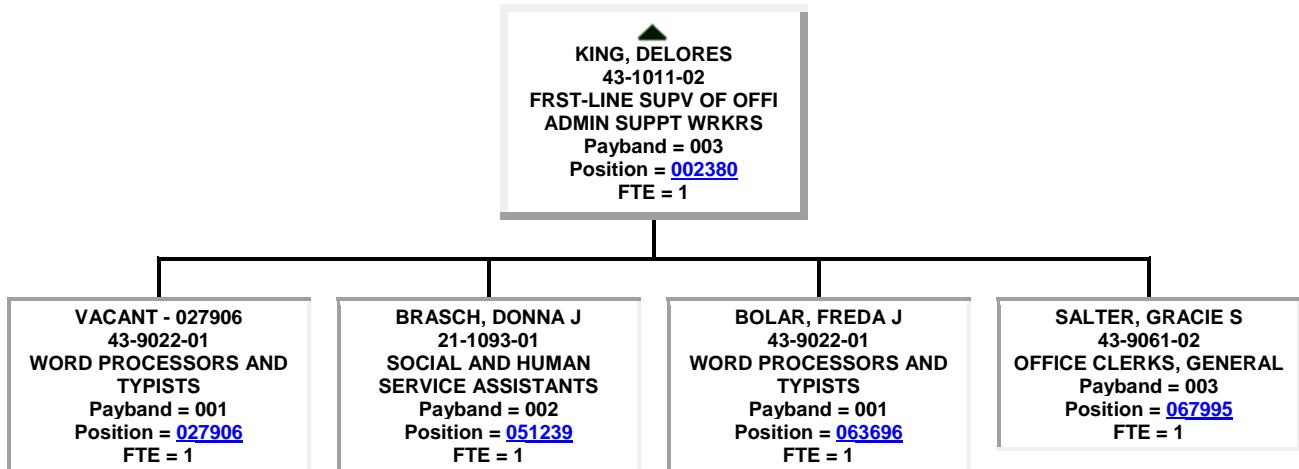 KING, DELORES
43-1011-02
FRST-LINE SUPV OF OFFI
ADMIN SUPPT WRKRS
Payband = 003
Position = 002380
FTE = 1
VACANT - 027906
43-9022-01
WORD PROCESSORS AND
TYPISTS
Payband = 001
Position = 027906
FTE = 1
BRASCH, DONNA J
21-1093-01
SOCIAL AND HUMAN
SERVICE ASSISTANTS
Payband = 002
Position = 051239
FTE = 1
BOLAR, FREDA J
43-9022-01
WORD PROCESSORS AND
TYPISTS
Payband = 001
Position = 063696
FTE = 1
SALTER, GRACIE S
43-9061-02
OFFICE CLERKS, GENERAL
Payband = 003
Position = 067995
FTE = 1